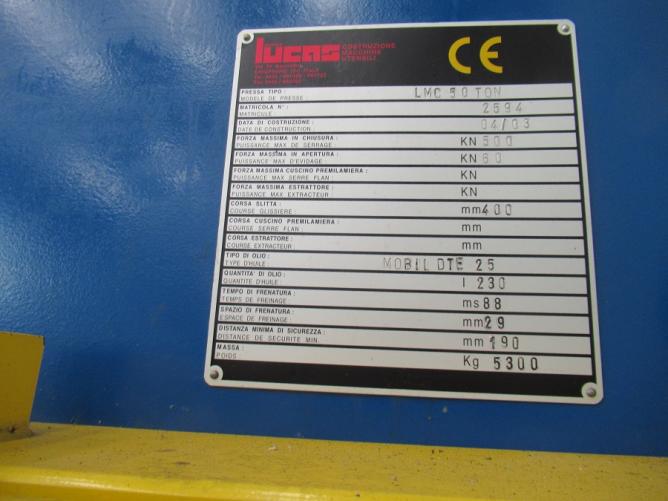 lucas COSTRUZIONE
MACCHINE
UTENSILI
CE
PRESSA TIPO : LMC 50 TON
MODELE DE PRESSE :
MATRICOLA N° : 2594
MATRICULE :
DATA DI COSTRUZIONE : 04/03
DATE DE CONSTRUCTION :
FORZA MASSIMA IN CHIUSURA : KN 500
PUISSANCE MAX DE SERRAGE :
FORZA MASSIMA IN APERTURA : KN 60
PUISSANCE MAX D'EVIDAGE :
FORZA MASSIMA CUSCINO PREMILAMIERA : KN
PUISSANCE MAX SERRE FLAN :
FORZA MASSIMA ESTRATTORE : KN
PUISSANCE MAX EXTRACTEUR :
CORSA SLITTA : mm 400
COURSE GLISSIERE :
CORSA CUSCINO PREMILAMIERA : mm
COURSE SERRE FLAN :
CORSA ESTRATTORE : mm
COURSE EXTRACTEUR :
TIPO DI OLIO : MOBIL DTE 25
TYPE D'HUILE :
QUANTITA' DI OLIO : l 230
QUANTITE D'HUILE :
TEMPO DI FRENATURA : ms 88
TEMPS DE FREINAGE :
SPAZIO DI FRENATURA : mm 29
ESPACE DE FREINAGE :
DISTANZA MINIMA DI SICUREZZA : mm 190
DISTANCE DE SECURITE MIN. :
MASSA : Kg 5300
POIDS :